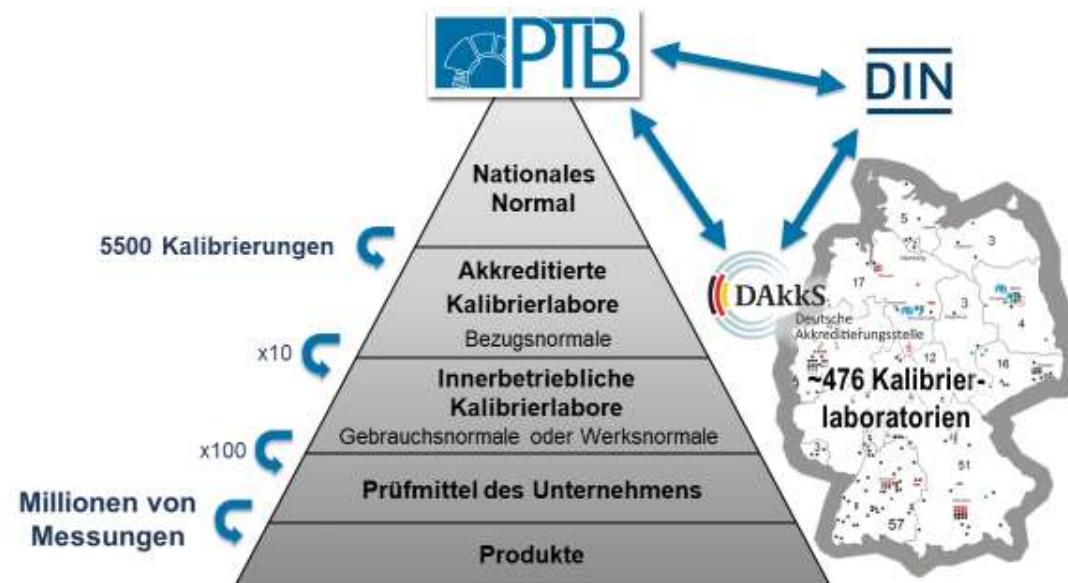 PTB
DIN
Nationales
Normal
5500 Kalibrierungen
Akkreditierte
Kalibrierlabore
Bezugsnormale
DAkkS
Deutsche
Akkreditierungsstelle
x10
Innerbetriebliche
Kalibrierlabore
Gebrauchsnormale oder Werksnormale
x100
Prüfmittel des Unternehmens
Millionen von
Messungen
Produkte
5
3
17
3
4
12
16
~476 Kalibrier-
laboratorien
3
51
57